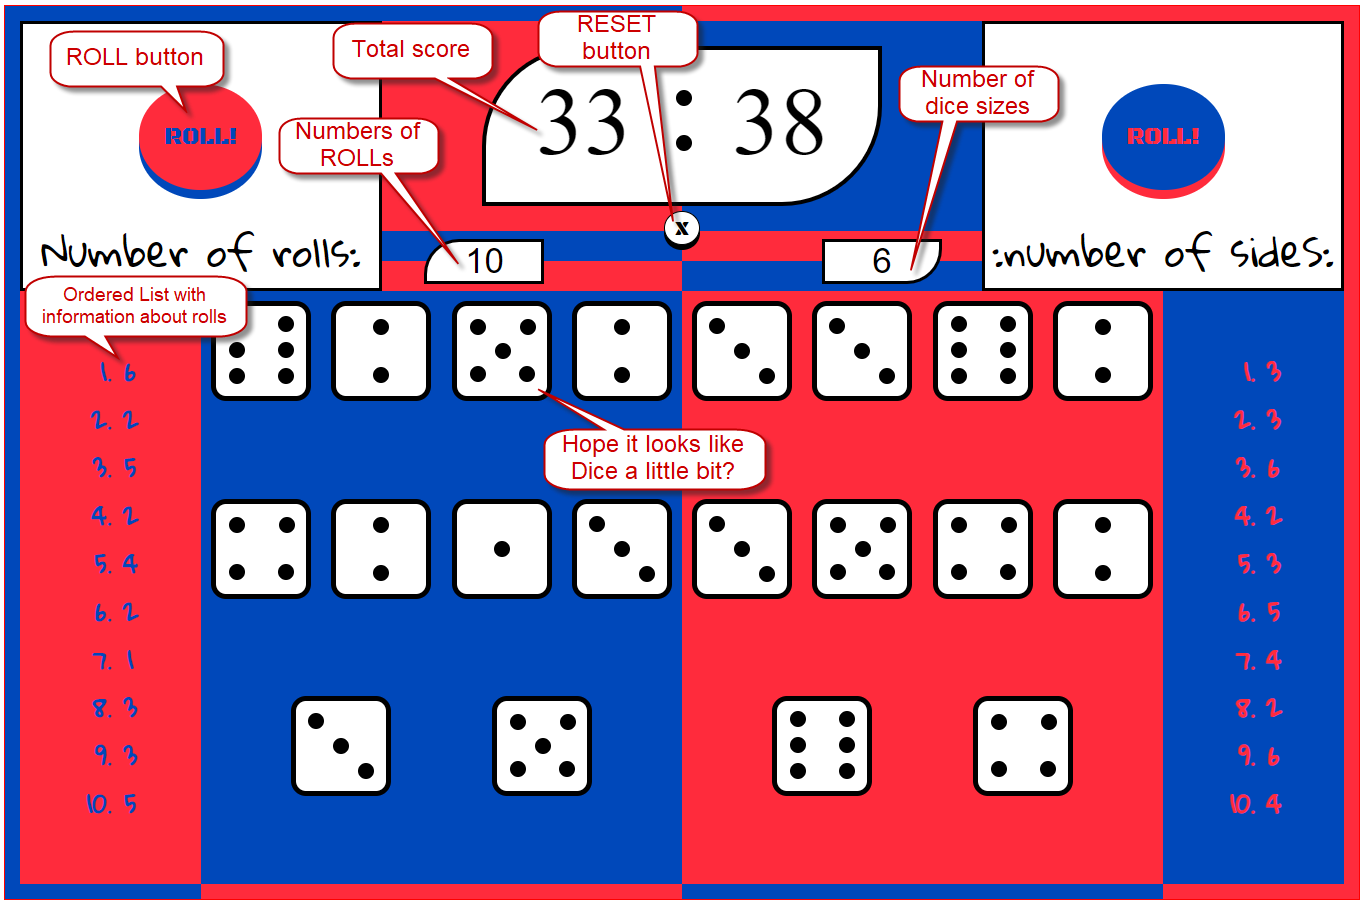 RESET
button
ROLL button
Total score
Number of
dice sizes
33 : 38
Numbers of
ROLLs
ROLL!
ROLL!
x
Number of rolls:
10
6
:number of sides:
Ordered List with
information about rolls
1. 6
2. 2
3. 5
4. 2
5. 4
6. 2
7. 1
8. 3
9. 3
10. 5
Hope it looks like
Dice a little bit?
1. 3
2. 3
3. 6
4. 2
5. 3
6. 5
7. 4
8. 2
9. 6
10. 4